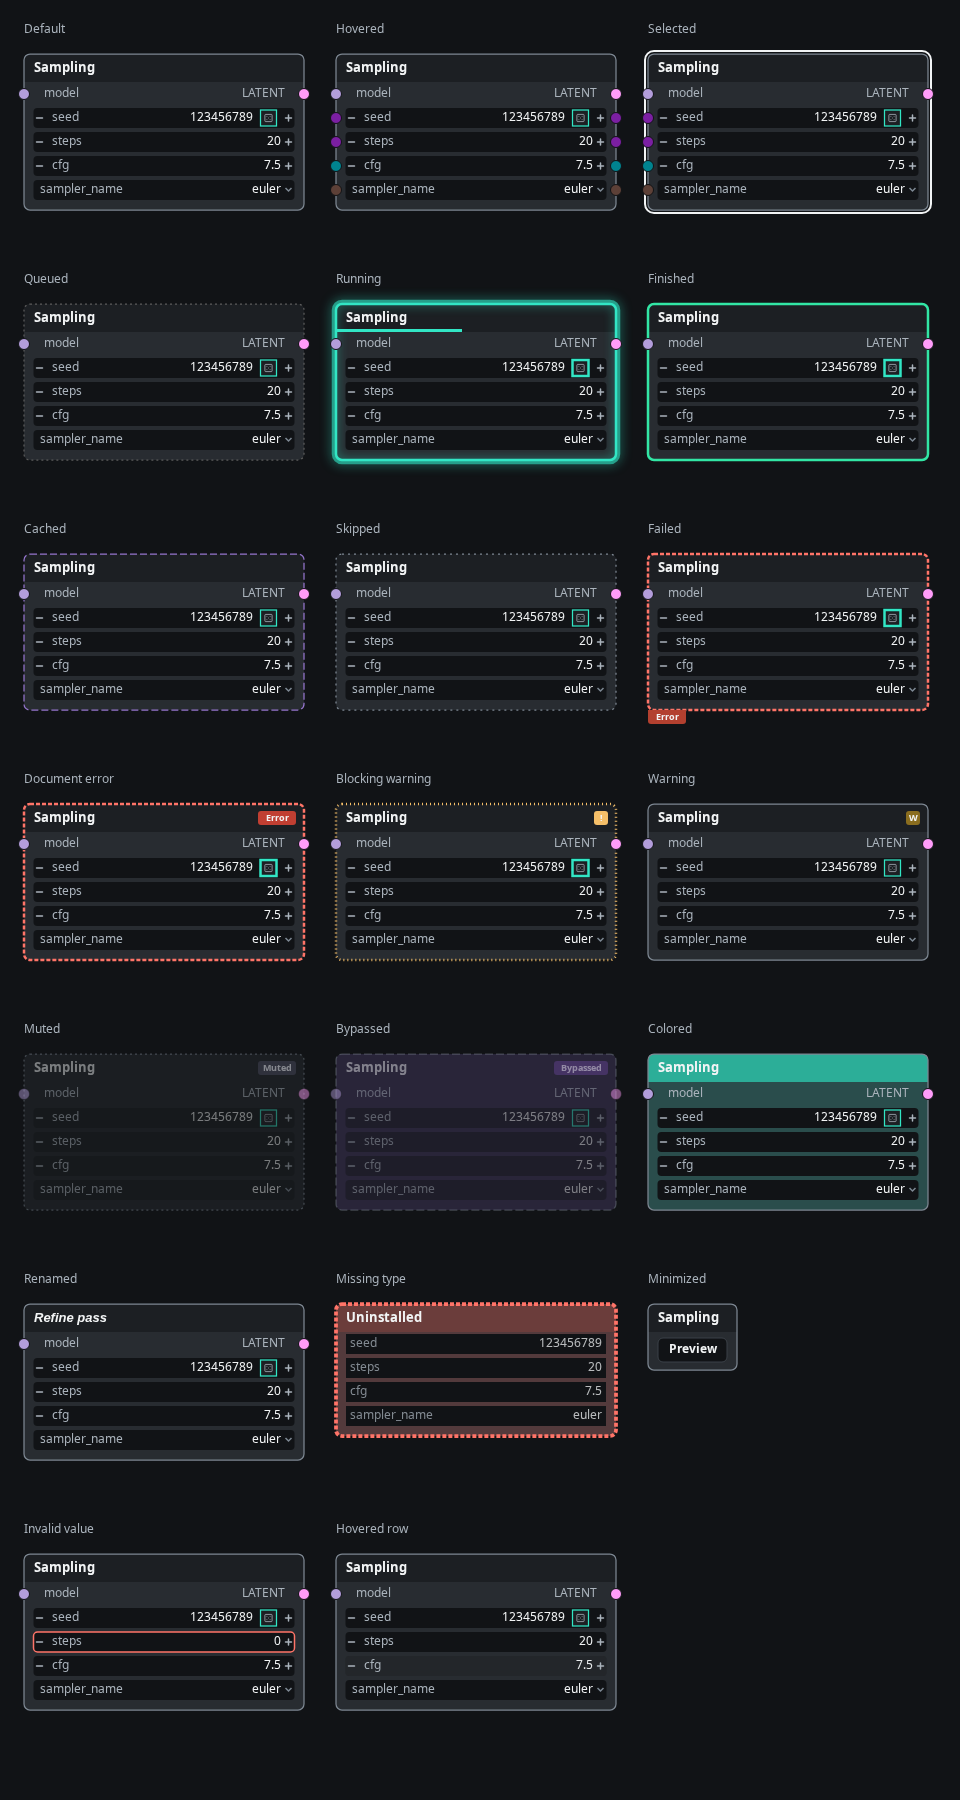 Default
Hovered
Selected
Sampling
Sampling
Sampling
model LATENT
model LATENT
model LATENT
− seed 123456789 +
− seed 123456789 +
− seed 123456789 +
− steps 20 +
− steps 20 +
− steps 20 +
− cfg 7.5 +
− cfg 7.5 +
− cfg 7.5 +
sampler_name euler
sampler_name euler
sampler_name euler
Queued
Running
Finished
Sampling
Sampling
Sampling
model LATENT
model LATENT
model LATENT
− seed 123456789 +
− seed 123456789 +
− seed 123456789 +
− steps 20 +
− steps 20 +
− steps 20 +
− cfg 7.5 +
− cfg 7.5 +
− cfg 7.5 +
sampler_name euler
sampler_name euler
sampler_name euler
Cached
Skipped
Failed
Sampling
Sampling
Sampling
model LATENT
model LATENT
model LATENT
− seed 123456789 +
− seed 123456789 +
− seed 123456789 +
− steps 20 +
− steps 20 +
− steps 20 +
− cfg 7.5 +
− cfg 7.5 +
− cfg 7.5 +
sampler_name euler
sampler_name euler
sampler_name euler
Error
Document error
Blocking warning
Warning
Sampling Error
Sampling !
Sampling W
model LATENT
model LATENT
model LATENT
− seed 123456789 +
− seed 123456789 +
− seed 123456789 +
− steps 20 +
− steps 20 +
− steps 20 +
− cfg 7.5 +
− cfg 7.5 +
− cfg 7.5 +
sampler_name euler
sampler_name euler
sampler_name euler
Muted
Bypassed
Colored
Sampling Muted
Sampling Bypassed
Sampling
model LATENT
model LATENT
model LATENT
− seed 123456789 +
− seed 123456789 +
− seed 123456789 +
− steps 20 +
− steps 20 +
− steps 20 +
− cfg 7.5 +
− cfg 7.5 +
− cfg 7.5 +
sampler_name euler
sampler_name euler
sampler_name euler
Renamed
Missing type
Minimized
Refine pass
Uninstalled
Sampling
model LATENT
seed 123456789
Preview
− seed 123456789 +
steps 20
− steps 20 +
cfg 7.5
− cfg 7.5 +
sampler_name euler
sampler_name euler
Invalid value
Hovered row
Sampling
Sampling
model LATENT
model LATENT
− seed 123456789 +
− seed 123456789 +
− steps 0 +
− steps 20 +
− cfg 7.5 +
− cfg 7.5 +
sampler_name euler
sampler_name euler